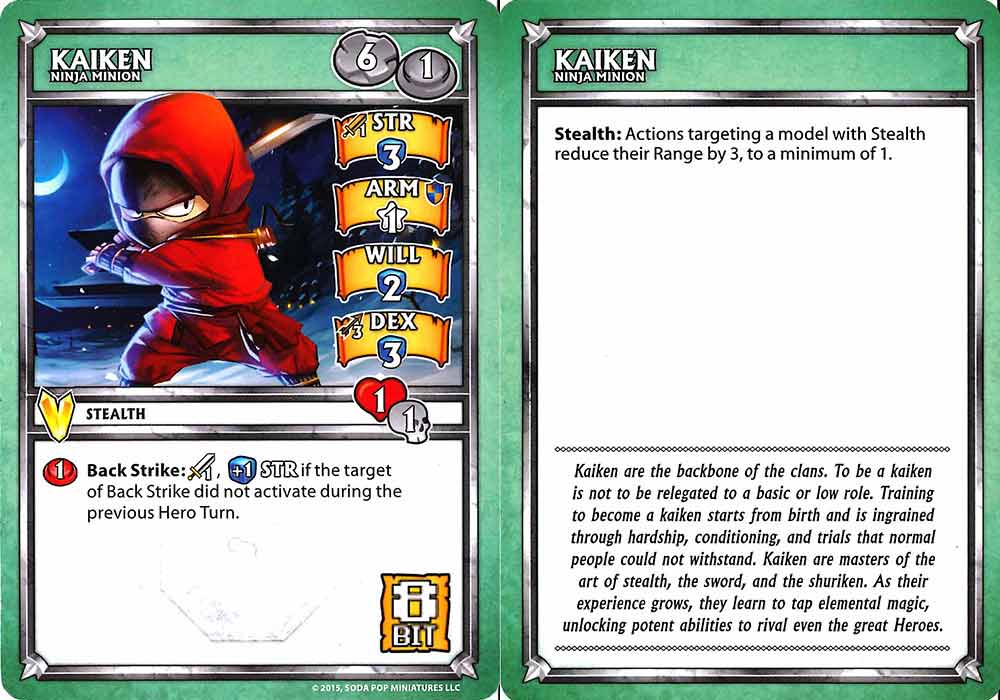 KAIKEN
NINJA MINION
6
1
1 STR
3
ARM
1
WILL
2
3 DEX
3
STEALTH
1
1
1 Back Strike: 1, +1 STR if the target
of Back Strike did not activate during the
previous Hero Turn.
8
BIT
© 2015, SODA POP MINIATURES LLC
KAIKEN
NINJA MINION
Stealth: Actions targeting a model with Stealth
reduce their Range by 3, to a minimum of 1.
Kaiken are the backbone of the clans. To be a kaiken
is not to be relegated to a basic or low role. Training
to become a kaiken starts from birth and is ingrained
through hardship, conditioning, and trials that normal
people could not withstand. Kaiken are masters of the
art of stealth, the sword, and the shuriken. As their
experience grows, they learn to tap elemental magic,
unlocking potent abilities to rival even the great Heroes.